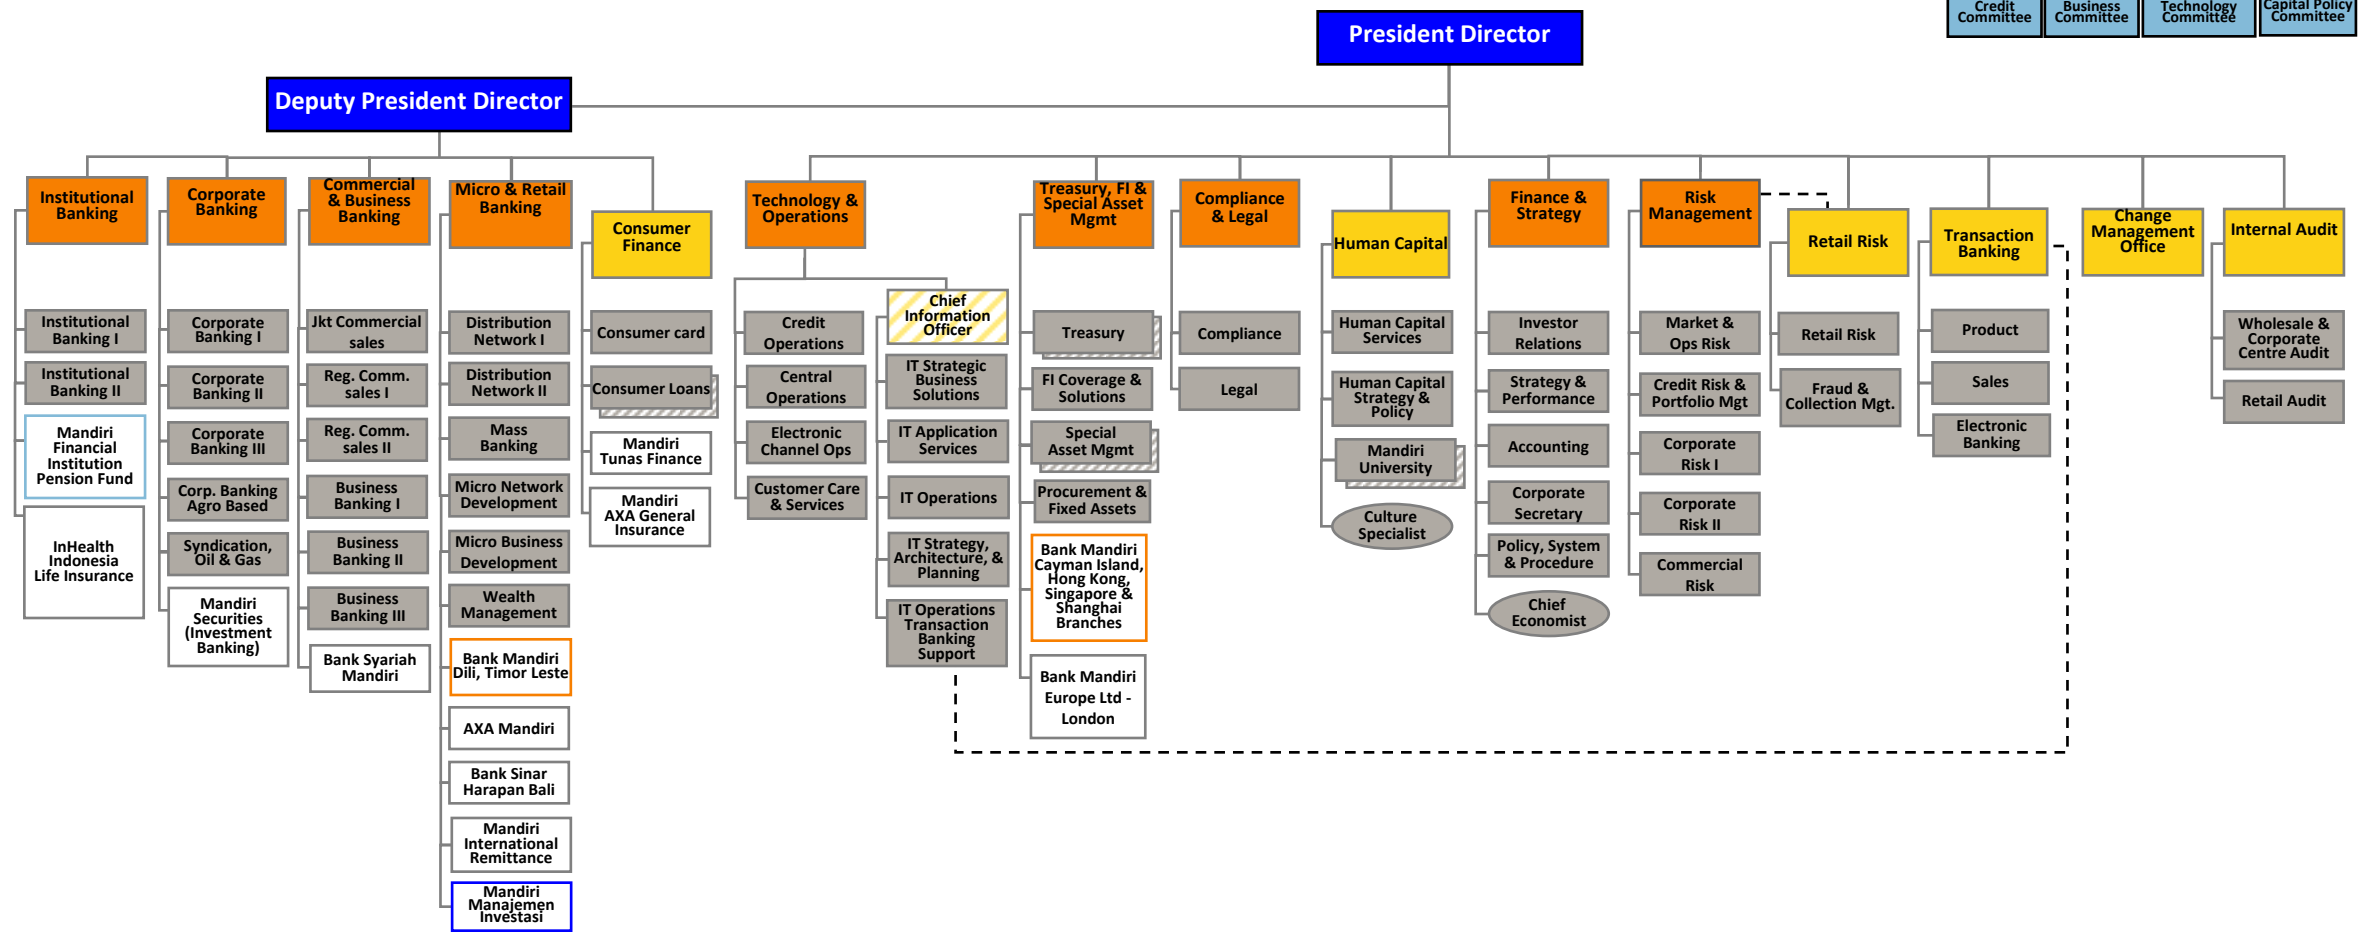 Credit
Committee
Business
Committee
Technology
Committee
Capital Policy
Committee
President Director
Deputy President Director
Institutional
Banking
Corporate
Banking
Commercial
& Business
Banking
Micro & Retail
Banking
Consumer
Finance
Technology &
Operations
Treasury, FI &
Special Asset
Mgmt
Compliance
& Legal
Human Capital
Finance &
Strategy
Risk
Management
Retail Risk
Transaction
Banking
Change
Management
Office
Internal Audit
Institutional
Banking I
Institutional
Banking II
Mandiri
Financial
Institution
Pension Fund
InHealth
Indonesia
Life Insurance
Corporate
Banking I
Corporate
Banking II
Corporate
Banking III
Corp. Banking
Agro Based
Syndication,
Oil & Gas
Mandiri
Securities
(Investment
Banking)
Jkt Commercial
sales
Reg. Comm.
sales I
Reg. Comm.
sales II
Business
Banking I
Business
Banking II
Business
Banking III
Bank Syariah
Mandiri
Distribution
Network I
Distribution
Network II
Mass
Banking
Micro Network
Development
Micro Business
Development
Wealth
Management
Bank Mandiri
Dili, Timor Leste
AXA Mandiri
Bank Sinar
Harapan Bali
Mandiri
International
Remittance
Mandiri
Manajemen
Investasi
Consumer card
Consumer Loans
Mandiri
Tunas Finance
Mandiri
AXA General
Insurance
Credit
Operations
Central
Operations
Electronic
Channel Ops
Customer Care
& Services
Chief
Information
Officer
IT Strategic
Business
Solutions
IT Application
Services
IT Operations
IT Strategy,
Architecture, &
Planning
IT Operations
Transaction
Banking
Support
Treasury
FI Coverage &
Solutions
Special
Asset Mgmt
Procurement &
Fixed Assets
Bank Mandiri
Cayman Island,
Hong Kong,
Singapore &
Shanghai
Branches
Bank Mandiri
Europe Ltd -
London
Compliance
Legal
Human Capital
Services
Human Capital
Strategy &
Policy
Mandiri
University
Culture
Specialist
Investor
Relations
Strategy &
Performance
Accounting
Corporate
Secretary
Policy, System
& Procedure
Chief
Economist
Market &
Ops Risk
Credit Risk &
Portfolio Mgt
Corporate
Risk I
Corporate
Risk II
Commercial
Risk
Retail Risk
Fraud &
Collection Mgt.
Product
Sales
Electronic
Banking
Wholesale &
Corporate
Centre Audit
Retail Audit